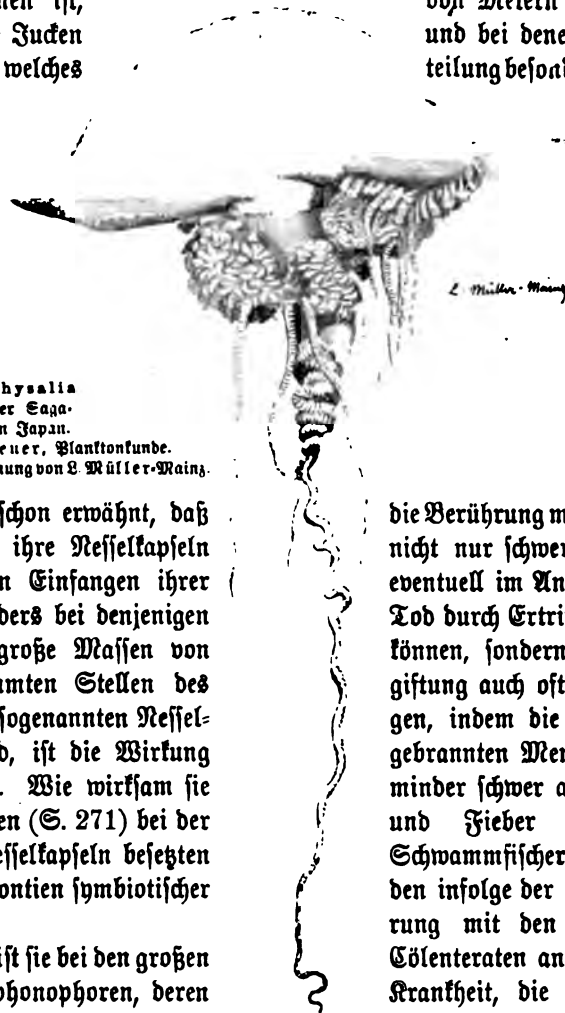 Jucken
welches
und bei dene
teilung beson
L. Müller-Mainz
hysalia
er Saga-
n Japan.
euer, Planktonkunde.
nung von L. Müller-Mainz.
schon erwähnt, daß
ihre Nesselkapseln
n Einfangen ihrer
ders bei denjenigen
große Massen von
mten Stellen des
sogenannten Nessel-
d, ist die Wirkung
. Wie wirksam sie
en (S. 271) bei der
esselkapseln besetzten
ontien symbiotischer
ist sie bei den großen
phonophoren, deren
die Berührung m
nicht nur schwer
eventuell im An
Tod durch Ertri
können, sondern
giftung auch oft
gen, indem die
gebrannten Men
minder schwer a
und Fieber
Schwammfischer
den infolge der
rung mit den
Cölenteraten an
Krankheit, die